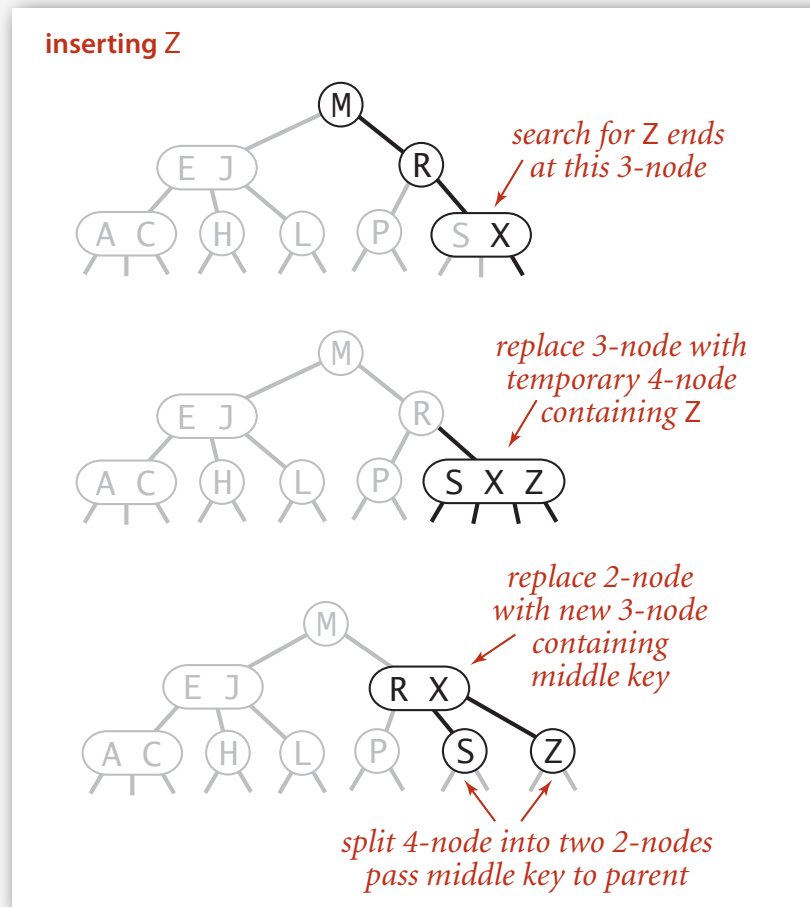 inserting Z
M
search for Z ends
at this 3-node
E J
R
A C
H
L
P
S X
M
replace 3-node with
temporary 4-node
containing Z
E J
R
A C
H
L
P
S X Z
replace 2-node
with new 3-node
containing
middle key
M
E J
R X
A C
H
L
P
S
Z
split 4-node into two 2-nodes
pass middle key to parent